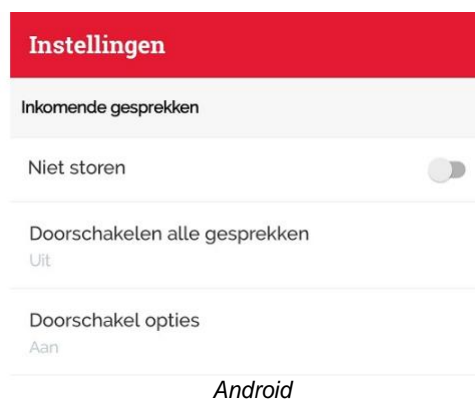 Instellingen
Inkomende gesprekken
Niet storen
Doorschakelen alle gesprekken
Uit
Doorschakel opties
Aan
Android